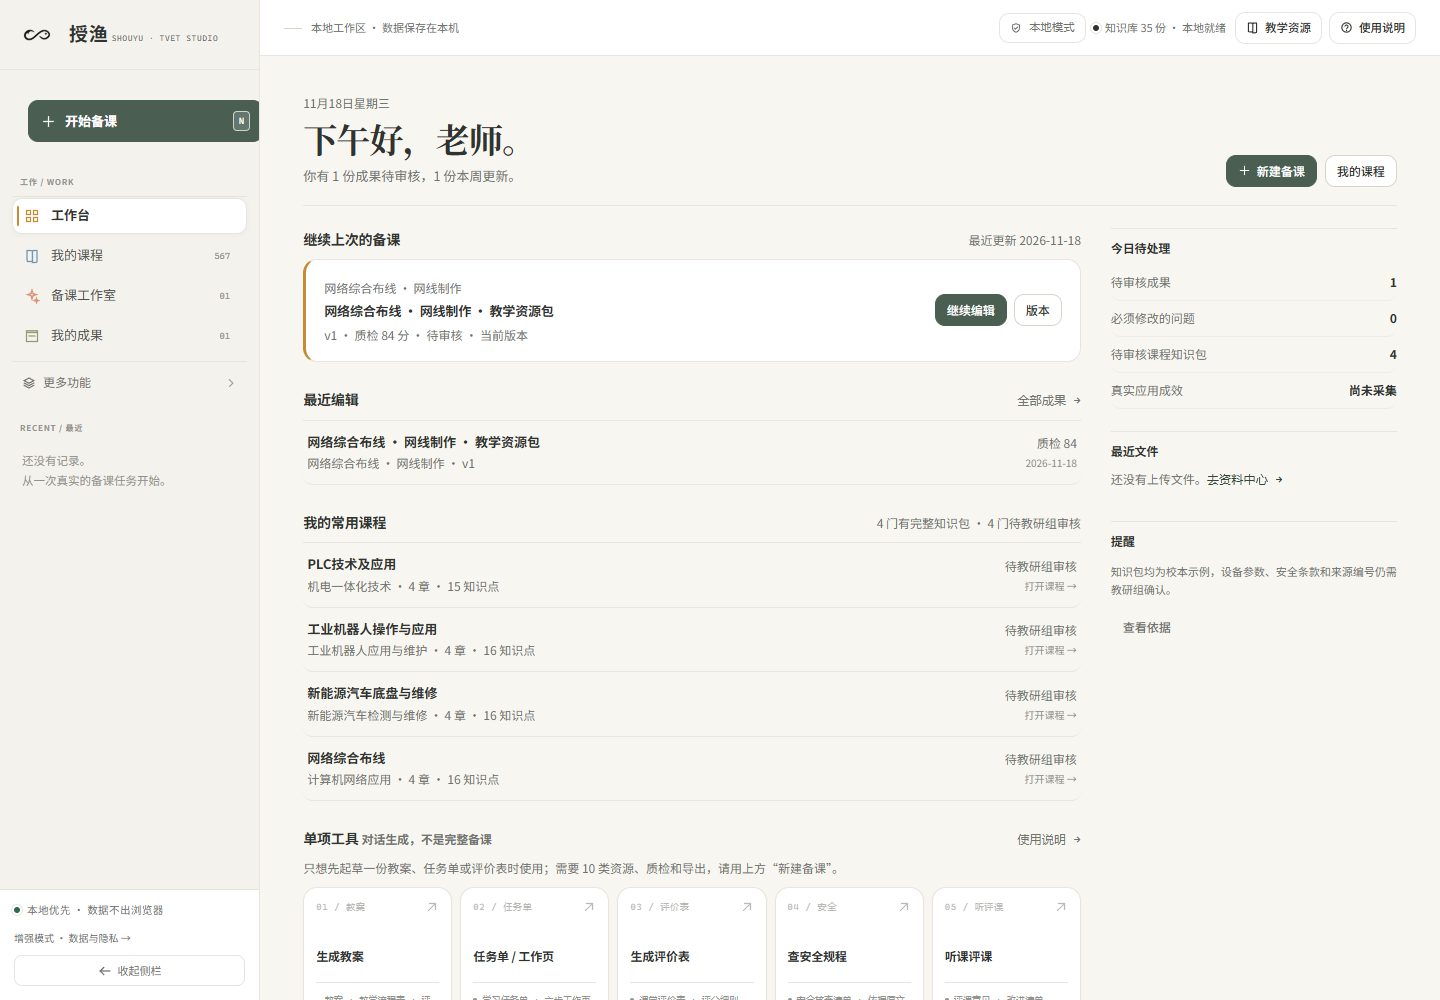 授渔 SHOUYU · TVET STUDIO
开始备课 N
工作 / WORK
工作台
我的课程 567
备课工作室 01
我的成果 01
更多功能
RECENT / 最近
还没有记录。
从一次真实的备课任务开始。
本地优先 · 数据不出浏览器
增强模式 · 数据与隐私 →
← 收起侧栏
本地工作区 · 数据保存在本机
本地模式
知识库 35 份 · 本地就绪
教学资源
使用说明
11月18日星期三
下午好，老师。
你有 1 份成果待审核，1 份本周更新。
新建备课
我的课程
继续上次的备课
最近更新 2026-11-18
网络综合布线 · 网线制作
网络综合布线 · 网线制作 · 教学资源包
v1 · 质检 84 分 · 待审核 · 当前版本
继续编辑
版本
最近编辑
全部成果 →
网络综合布线 · 网线制作 · 教学资源包
质检 84
网络综合布线 · 网线制作 · v1
2026-11-18
我的常用课程
4 门有完整知识包 · 4 门待教研组审核
PLC技术及应用
待教研组审核
机电一体化技术 · 4 章 · 15 知识点
打开课程 →
工业机器人操作与应用
待教研组审核
工业机器人应用与维护 · 4 章 · 16 知识点
打开课程 →
新能源汽车底盘与维修
待教研组审核
新能源汽车检测与维修 · 4 章 · 16 知识点
打开课程 →
网络综合布线
待教研组审核
计算机网络应用 · 4 章 · 16 知识点
打开课程 →
单项工具 对话生成，不是完整备课
使用说明 →
只想先起草一份教案、任务单或评价表时使用；需要 10 类资源、质检和导出，请用上方“新建备课”。
01 / 教案
生成教案
02 / 任务单
任务单 / 工作页
03 / 评价表
生成评价表
04 / 安全
查安全规程
05 / 听评课
听课评课
今日待处理
待审核成果 1
必须修改的问题 0
待审核课程知识包 4
真实应用成效 尚未采集
最近文件
还没有上传文件。去资料中心 →
提醒
知识包均为校本示例，设备参数、安全条款和来源编号仍需
教研组确认。
查看依据